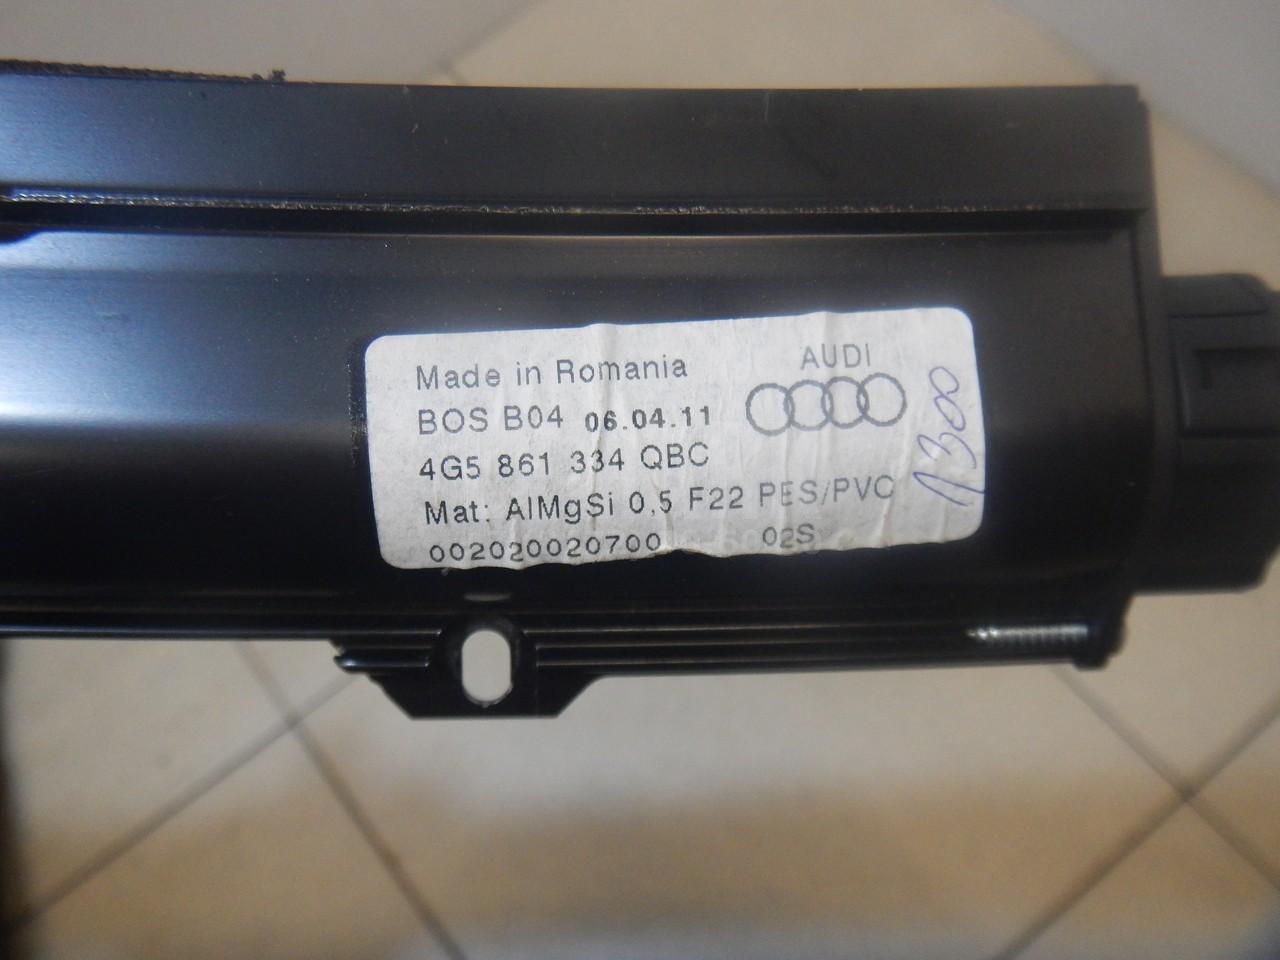 Made in Romania
AUDI
BOS B04 06.04.11
4G5 861 334 QBC
Mat: AlMgSi 0,5 F22 PES/PVC
002020020700 02S